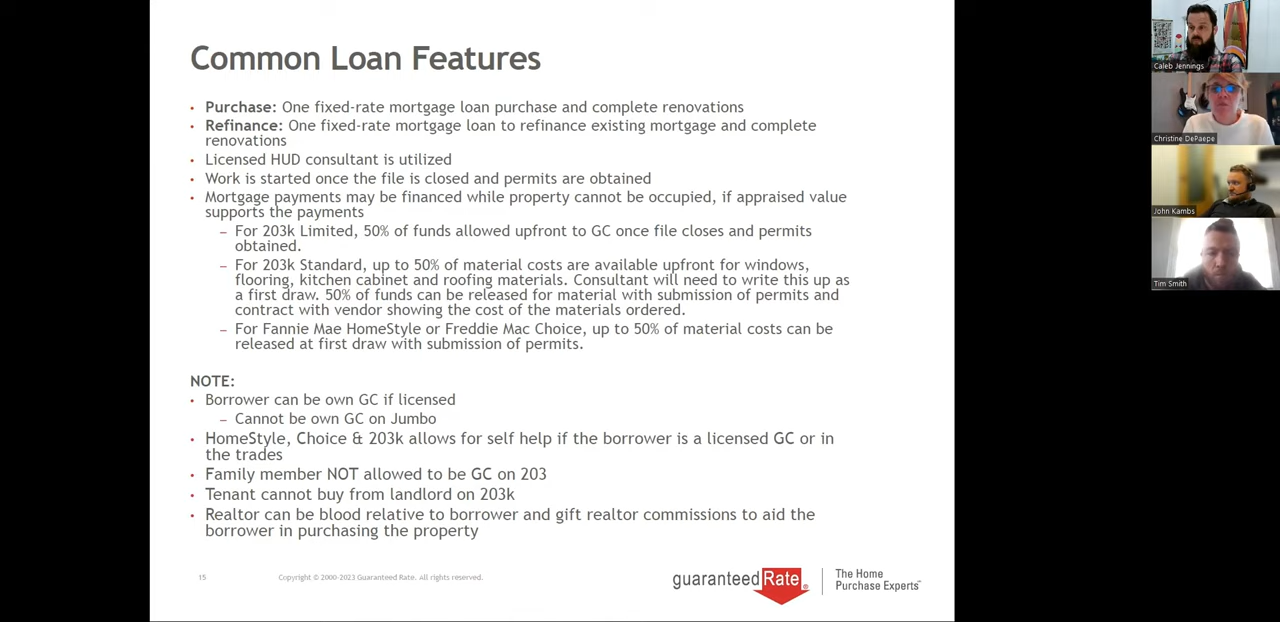 Common Loan Features
• Purchase: One fixed-rate mortgage loan purchase and complete renovations
• Refinance: One fixed-rate mortgage loan to refinance existing mortgage and complete
renovations
• Licensed HUD consultant is utilized
• Work is started once the file is closed and permits are obtained
• Mortgage payments may be financed while property cannot be occupied, if appraised value
supports the payments
– For 203k Limited, 50% of funds allowed upfront to GC once file closes and permits
obtained.
– For 203k Standard, up to 50% of material costs are available upfront for windows,
flooring, kitchen cabinet and roofing materials. Consultant will need to write this up as
a first draw. 50% of funds can be released for material with submission of permits and
contract with vendor showing the cost of the materials ordered.
– For Fannie Mae HomeStyle or Freddie Mac Choice, up to 50% of material costs can be
released at first draw with submission of permits.
NOTE:
• Borrower can be own GC if licensed
– Cannot be own GC on Jumbo
• HomeStyle, Choice & 203k allows for self help if the borrower is a licensed GC or in
the trades
• Family member NOT allowed to be GC on 203
• Tenant cannot buy from landlord on 203k
• Realtor can be blood relative to borrower and gift realtor commissions to aid the
borrower in purchasing the property
15
Copyright © 2000-2023 Guaranteed Rate. All rights reserved.
guaranteed Rate®
The Home
Purchase Experts™
Caleb Jennings
Christine DePaepe
John Kambs
Tim Smith